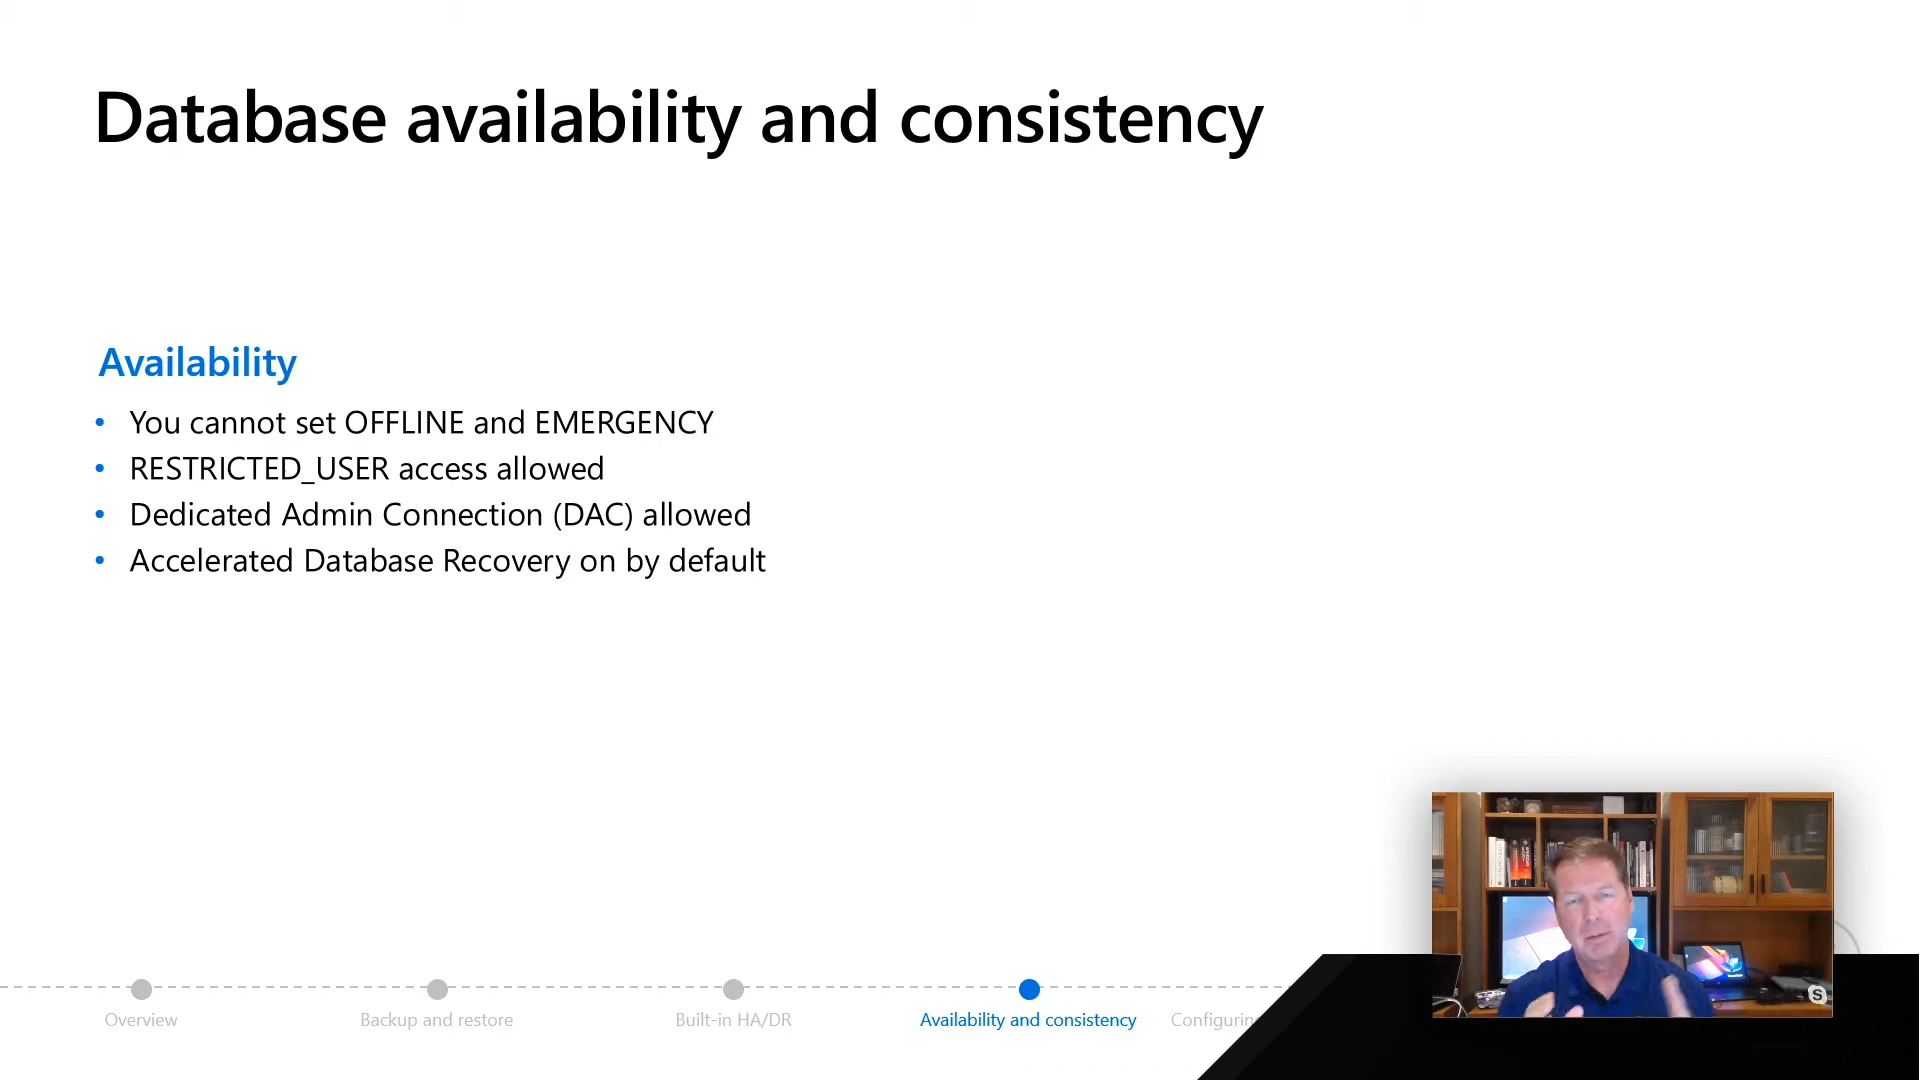 Database availability and consistency
Availability
• You cannot set OFFLINE and EMERGENCY
• RESTRICTED_USER access allowed
• Dedicated Admin Connection (DAC) allowed
• Accelerated Database Recovery on by default
Overview
Backup and restore
Built-in HA/DR
Availability and consistency